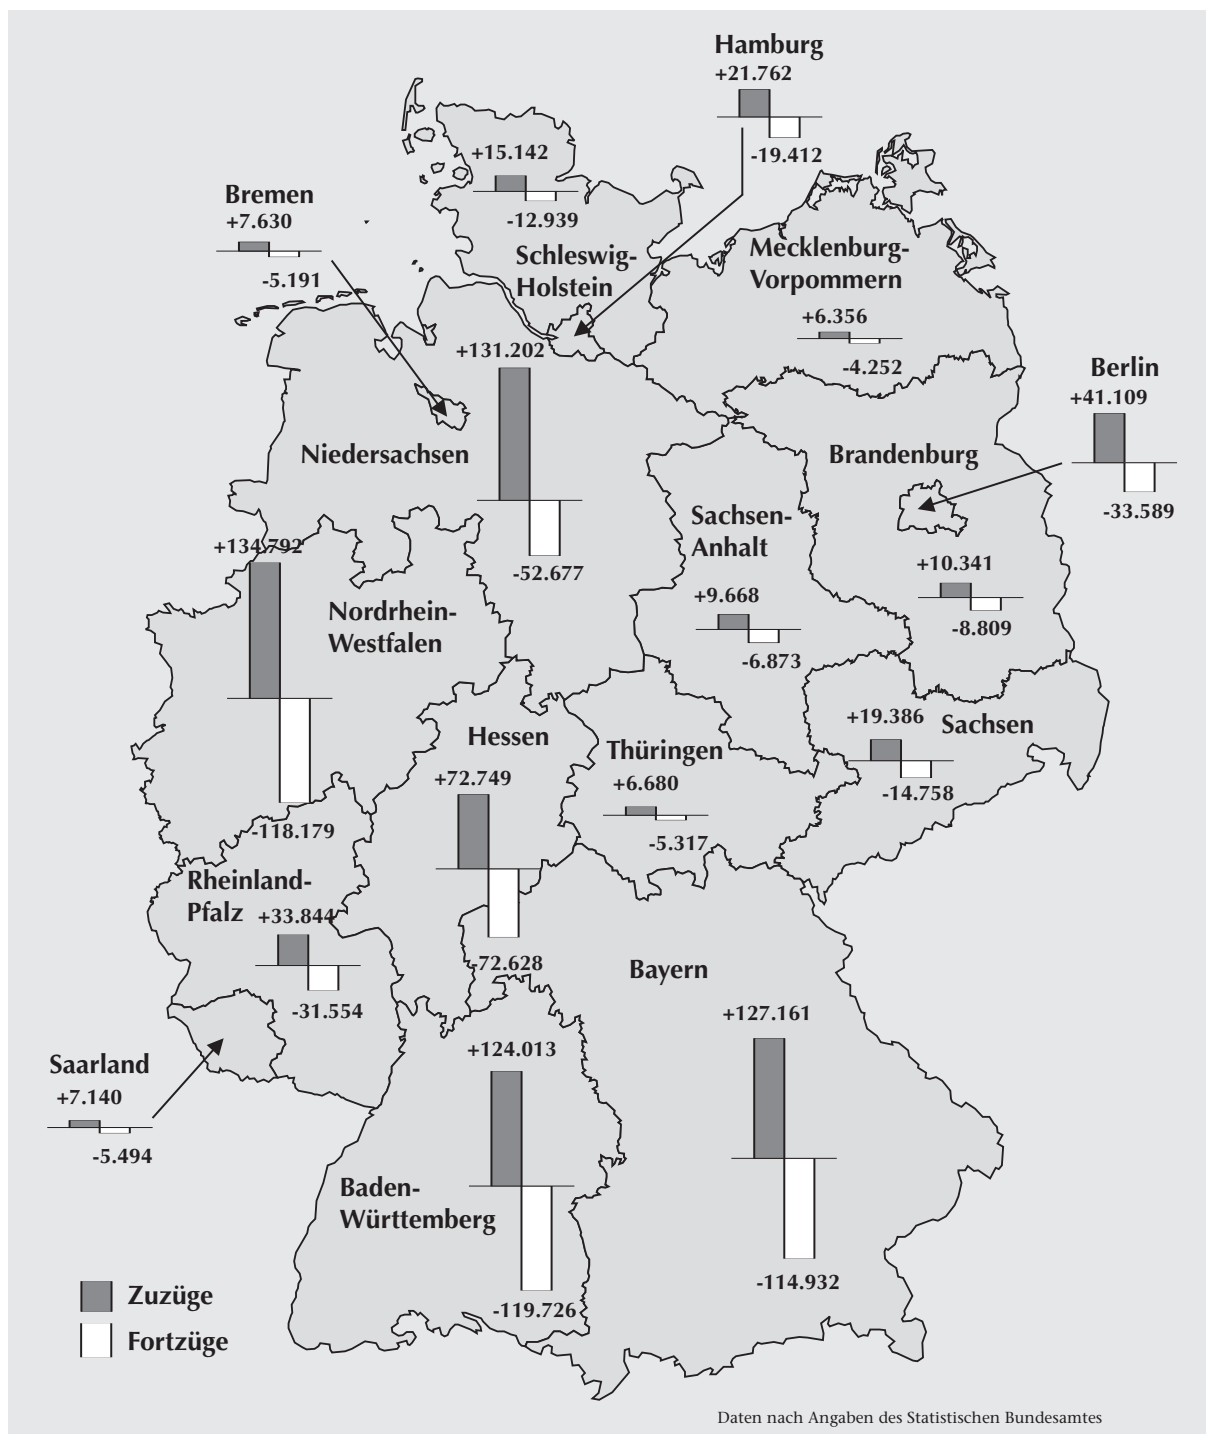 Hamburg
+21.762
-19.412
+15.142
-12.939
Schleswig-
Holstein
Bremen
+7.630
-5.191
Mecklenburg-
Vorpommern
+6.356
-4.252
Berlin
+41.109
-33.589
+131.202
Niedersachsen
-52.677
Brandenburg
+10.341
-8.809
Sachsen-
Anhalt
+9.668
-6.873
+134.792
Nordrhein-
Westfalen
-118.179
Hessen
+72.749
-72.628
Thüringen
+6.680
-5.317
+19.386
Sachsen
-14.758
Rheinland-
Pfalz
+33.844
-31.554
Bayern
+127.161
-114.932
Saarland
+7.140
-5.494
+124.013
Baden-
Württemberg
-119.726
Zuzüge
Fortzüge
Daten nach Angaben des Statistischen Bundesamtes